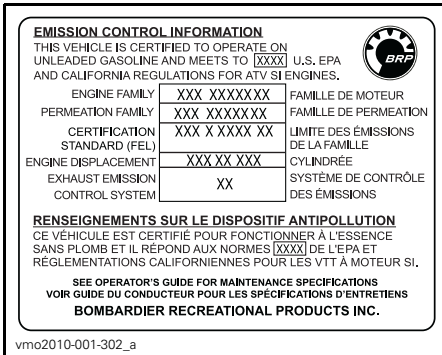 EMISSION CONTROL INFORMATION
THIS VEHICLE IS CERTIFIED TO OPERATE ON
UNLEADED GASOLINE AND MEETS TO XXXX U.S. EPA
AND CALIFORNIA REGULATIONS FOR ATV SI ENGINES.
BRP
ENGINE FAMILY XXX XXXXXXX FAMILLE DE MOTEUR
PERMEATION FAMILY XXX XXXXXXX FAMILLE DE PERMEATION
CERTIFICATION XXX X XXXX XX LIMITE DES ÉMISSIONS
STANDARD (FEL) DE LA FAMILLE
ENGINE DISPLACEMENT XXX XX XXX CYLINDRÉE
EXHAUST EMISSION XX SYSTÈME DE CONTRÔLE
CONTROL SYSTEM DES ÉMISSIONS
RENSEIGNEMENTS SUR LE DISPOSITIF ANTIPOLLUTION
CE VÉHICULE EST CERTIFIÉ POUR FONCTIONNER À L'ESSENCE
SANS PLOMB ET IL RÉPOND AUX NORMES XXXX DE L'EPA ET
RÉGLEMENTATIONS CALIFORNIENNES POUR LES VTT À MOTEUR SI.
SEE OPERATOR'S GUIDE FOR MAINTENANCE SPECIFICATIONS
VOIR GUIDE DU CONDUCTEUR POUR LES SPÉCIFICATIONS D'ENTRETIENS
BOMBARDIER RECREATIONAL PRODUCTS INC.
vmo2010-001-302_a